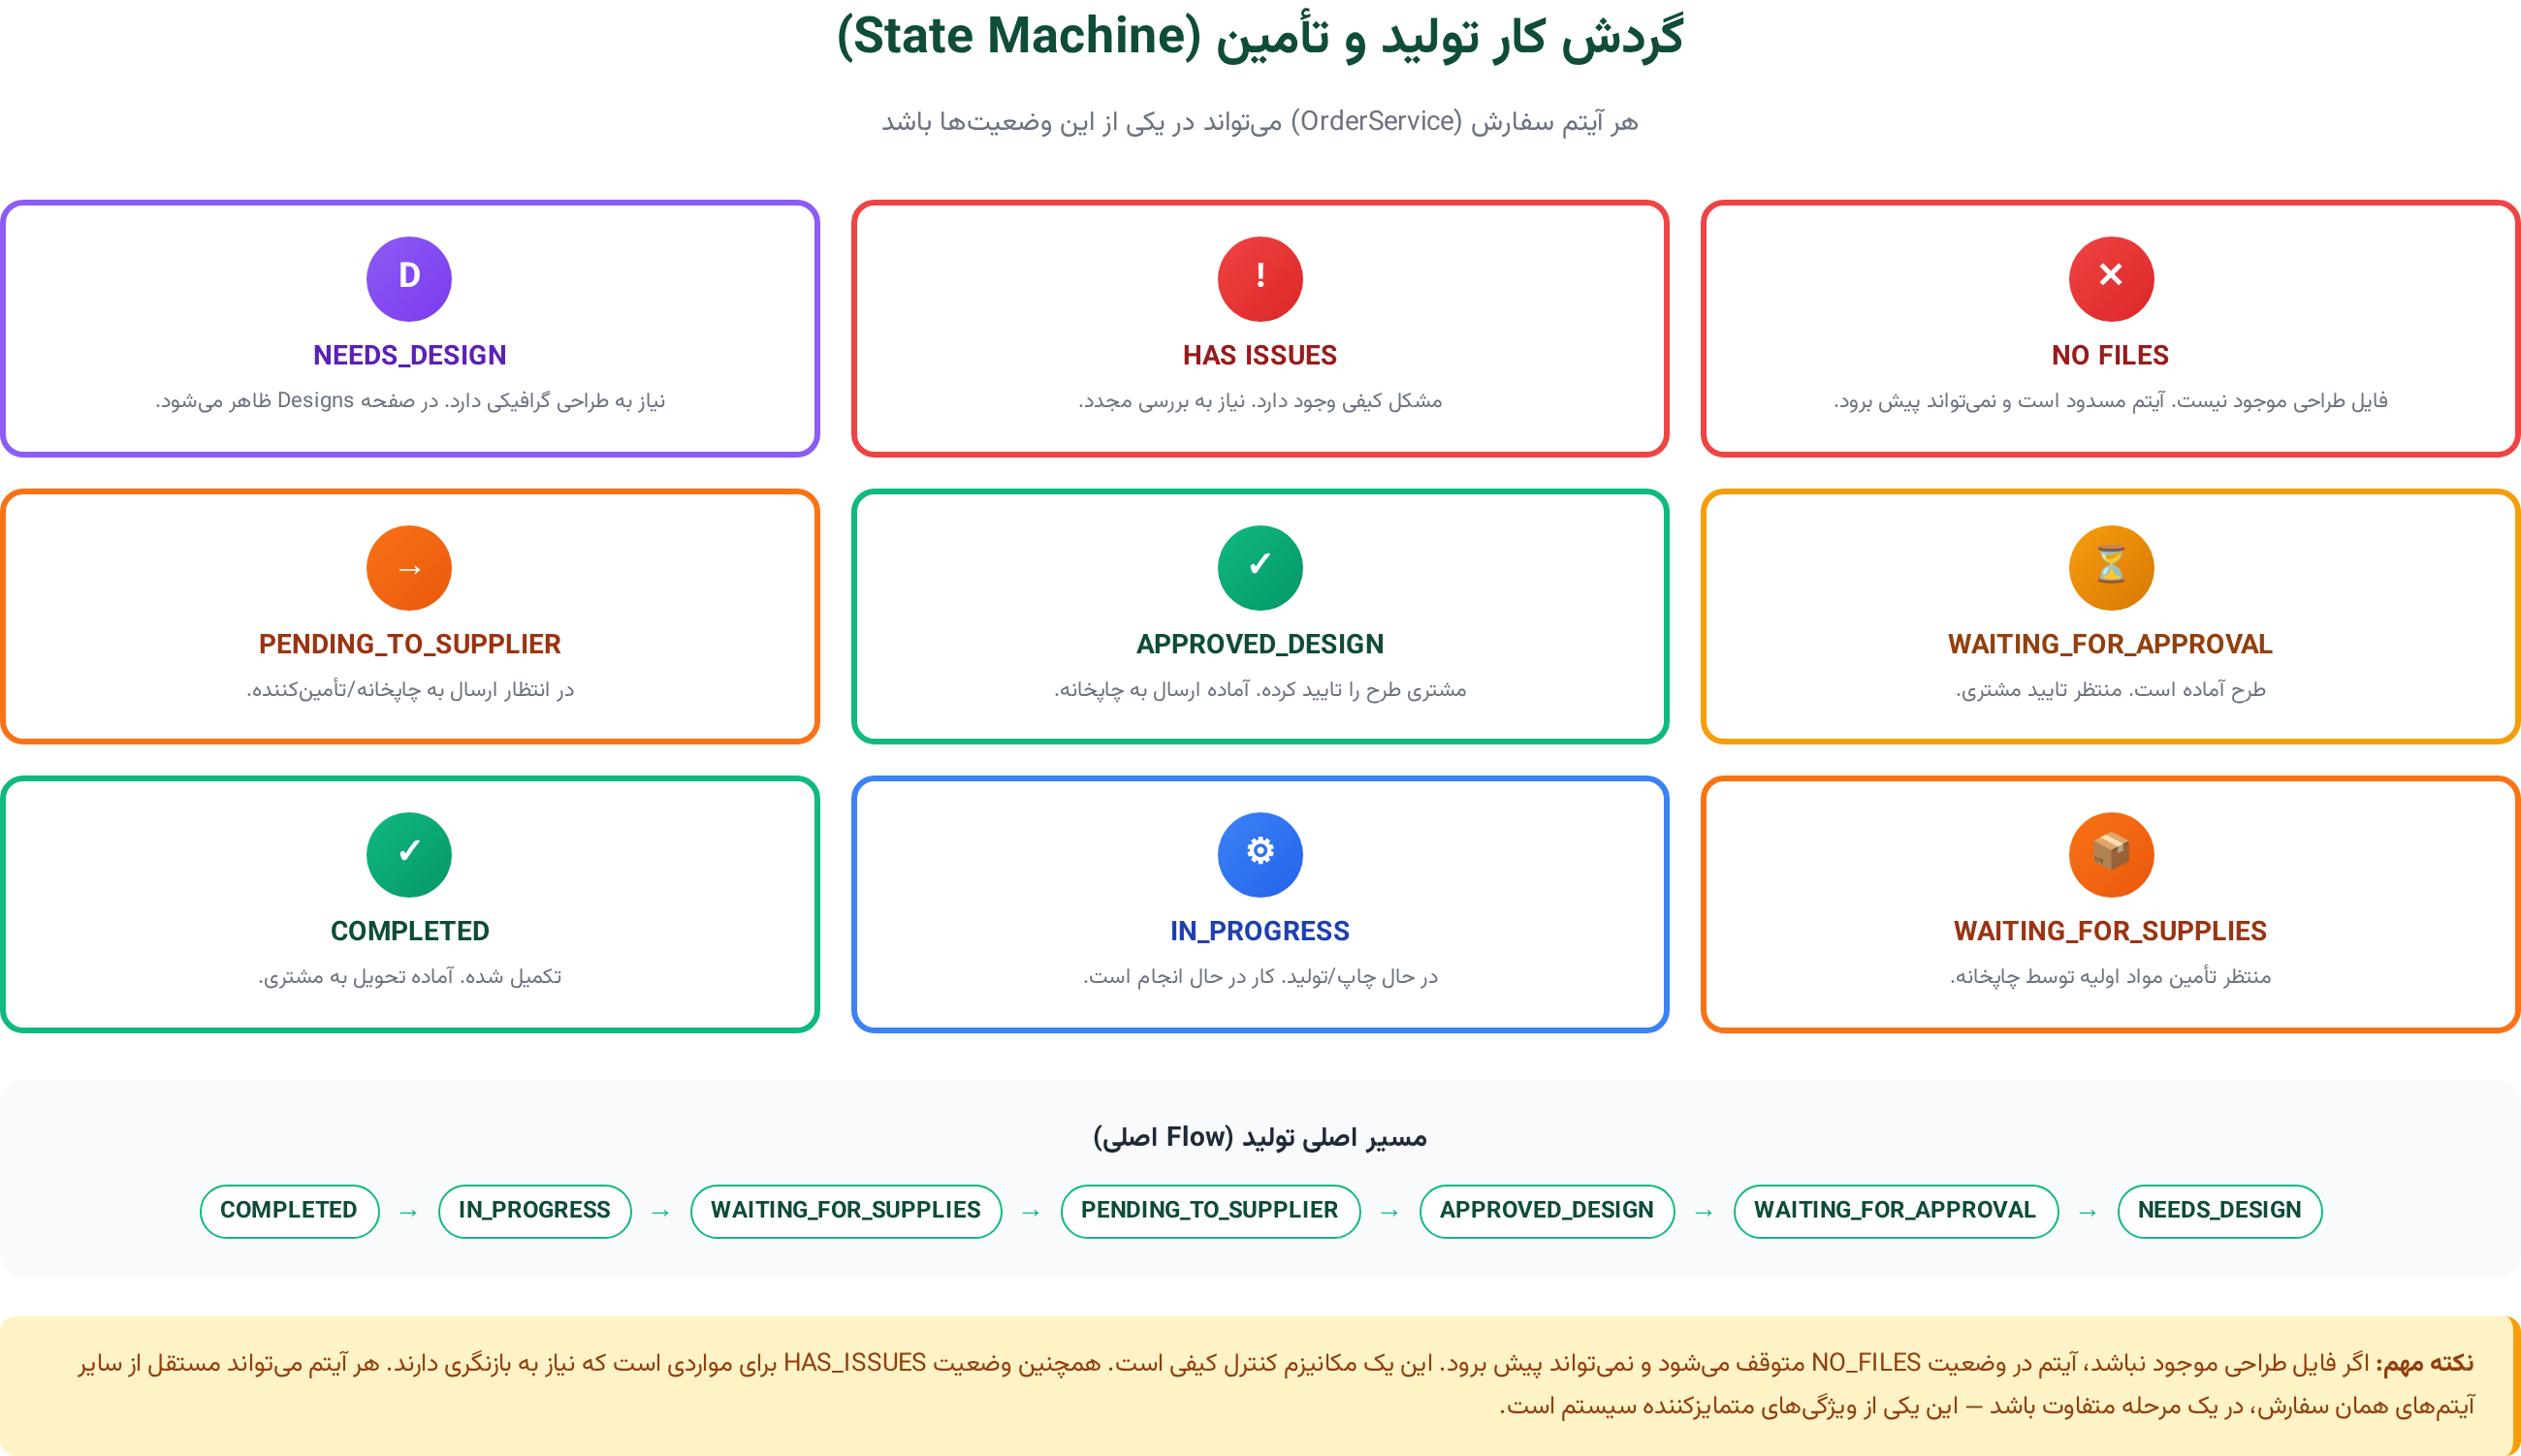 گردش کار تولید و تأمین (State Machine)
هر آیتم سفارش (OrderService) می‌تواند در یکی از این وضعیت‌ها باشد
✕
NO FILES
فایل طراحی موجود نیست. آیتم مسدود است و نمی‌تواند پیش برود.
!
HAS ISSUES
مشکل کیفی وجود دارد. نیاز به بررسی مجدد.
D
NEEDS_DESIGN
نیاز به طراحی گرافیکی دارد. در صفحه Designs ظاهر می‌شود.
⏳
WAITING_FOR_APPROVAL
طرح آماده است. منتظر تایید مشتری.
✓
APPROVED_DESIGN
مشتری طرح را تایید کرده. آماده ارسال به چاپخانه.
→
PENDING_TO_SUPPLIER
در انتظار ارسال به چاپخانه/تأمین‌کننده.
📦
WAITING_FOR_SUPPLIES
منتظر تأمین مواد اولیه توسط چاپخانه.
⚙
IN_PROGRESS
در حال چاپ/تولید. کار در حال انجام است.
✓
COMPLETED
تکمیل شده. آماده تحویل به مشتری.
مسیر اصلی تولید (Flow اصلی)
NEEDS_DESIGN → WAITING_FOR_APPROVAL → APPROVED_DESIGN → PENDING_TO_SUPPLIER → WAITING_FOR_SUPPLIES → IN_PROGRESS → COMPLETED
نکته مهم: اگر فایل طراحی موجود نباشد، آیتم در وضعیت NO_FILES متوقف می‌شود و نمی‌تواند پیش برود. این یک مکانیزم کنترل کیفی است. همچنین وضعیت HAS_ISSUES برای مواردی است که نیاز به بازنگری دارند. هر آیتم می‌تواند مستقل از سایر
آیتم‌های همان سفارش، در یک مرحله متفاوت باشد — این یکی از ویژگی‌های متمایزکننده سیستم است.